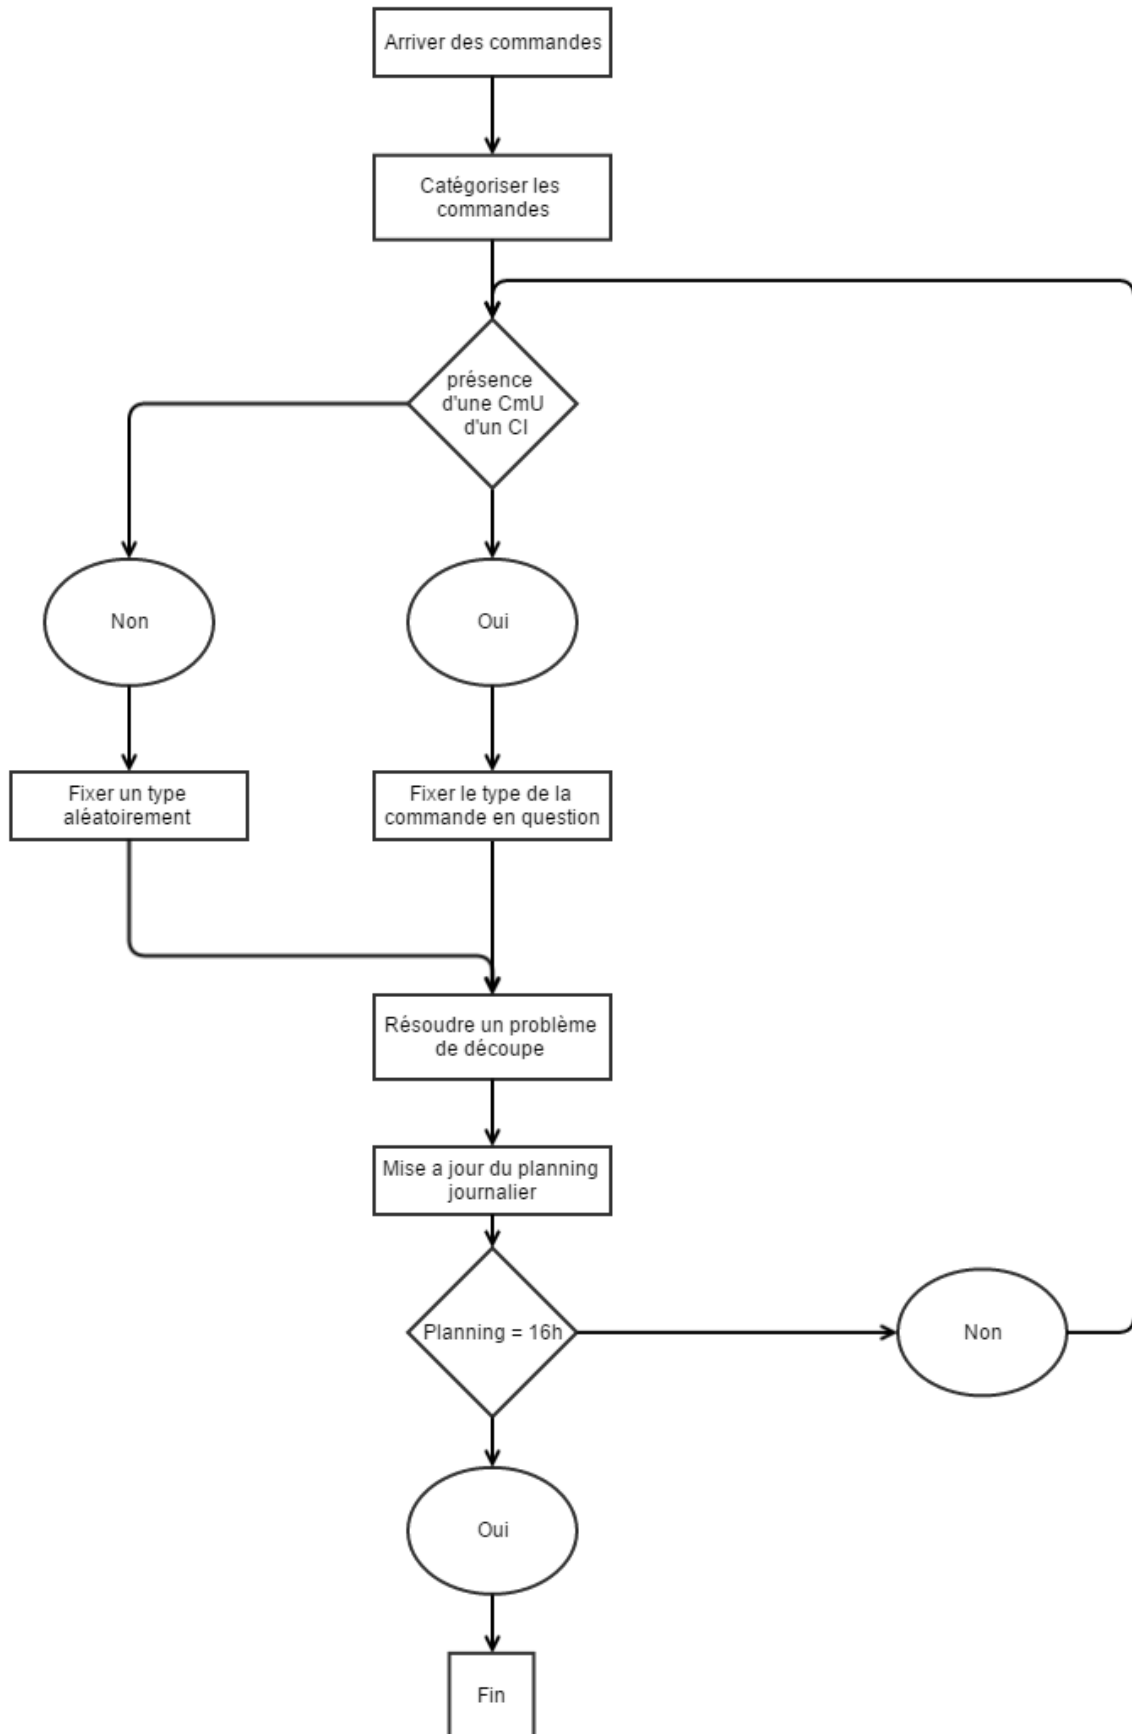 Arriver des commandes
Catégoriser les
commandes
présence
d'une CmU
d'un CI
Non
Oui
Fixer un type
aléatoirement
Fixer le type de la
commande en question
Résoudre un problème
de découpe
Mise a jour du planning
journalier
Planning = 16h
Non
Oui
Fin